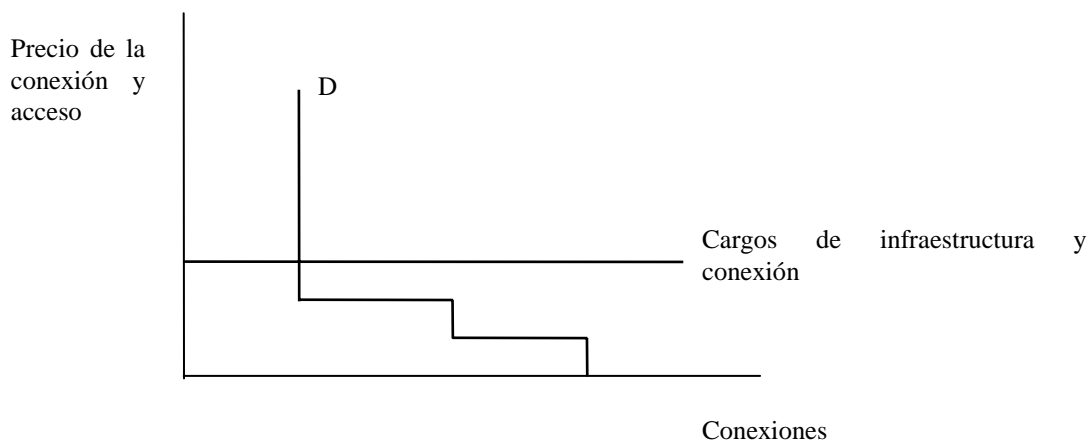 Precio de la
conexión y
acceso
D
Cargos de infraestructura y
conexión
Conexiones